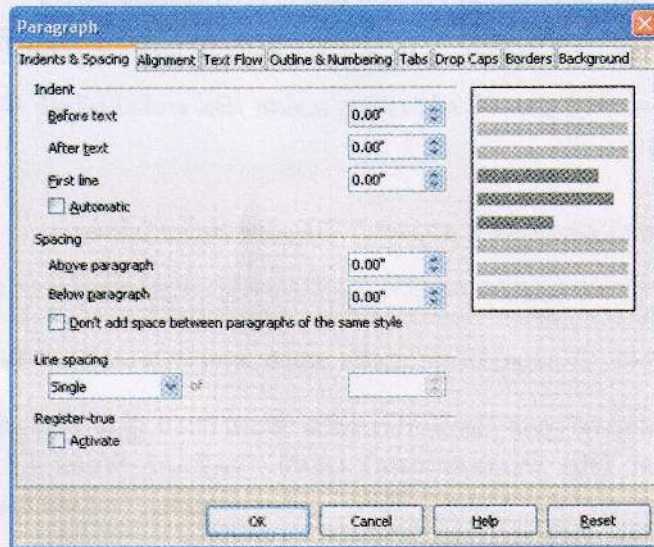 Paragraph
Indents & Spacing Alignment Text Flow Outline & Numbering Tabs Drop Caps Borders Background
Indent
Before text 0.00"
After text 0.00"
First line 0.00"
Automatic
Spacing
Above paragraph 0.00"
Below paragraph 0.00"
Don't add space between paragraphs of the same style
Line spacing
Single of
Register-true
Activate
OK Cancel Help Reset